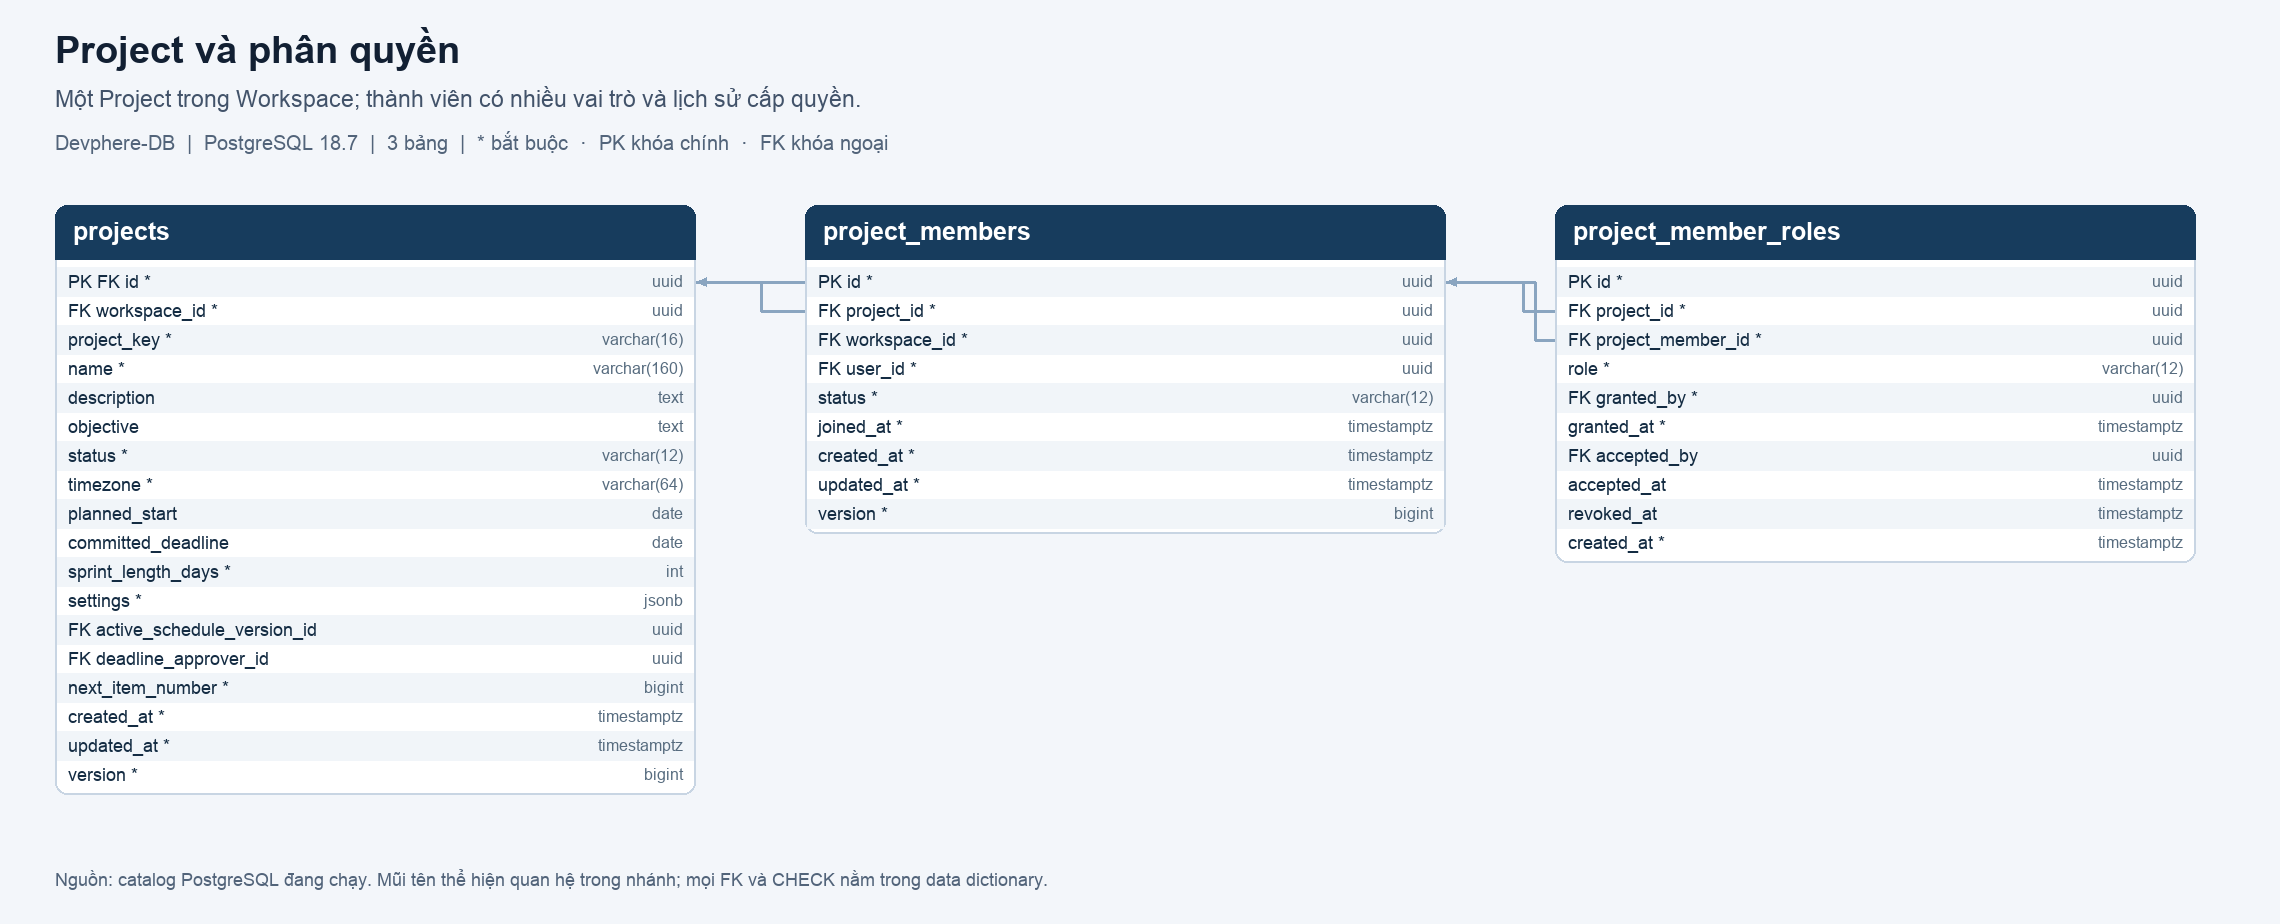 Project và phân quyền
Một Project trong Workspace; thành viên có nhiều vai trò và lịch sử cấp quyền.
Devphere-DB | PostgreSQL 18.7 | 3 bảng | * bắt buộc · PK khóa chính · FK khóa ngoại
projects
PK FK id * uuid
FK workspace_id * uuid
project_key * varchar(16)
name * varchar(160)
description text
objective text
status * varchar(12)
timezone * varchar(64)
planned_start date
committed_deadline date
sprint_length_days * int
settings * jsonb
FK active_schedule_version_id uuid
FK deadline_approver_id uuid
next_item_number * bigint
created_at * timestamptz
updated_at * timestamptz
version * bigint
project_members
PK id * uuid
FK project_id * uuid
FK workspace_id * uuid
FK user_id * uuid
status * varchar(12)
joined_at * timestamptz
created_at * timestamptz
updated_at * timestamptz
version * bigint
project_member_roles
PK id * uuid
FK project_id * uuid
FK project_member_id * uuid
role * varchar(12)
FK granted_by * uuid
granted_at * timestamptz
FK accepted_by uuid
accepted_at timestamptz
revoked_at timestamptz
created_at * timestamptz
Nguồn: catalog PostgreSQL đang chạy. Mũi tên thể hiện quan hệ trong nhánh; mọi FK và CHECK nằm trong data dictionary.